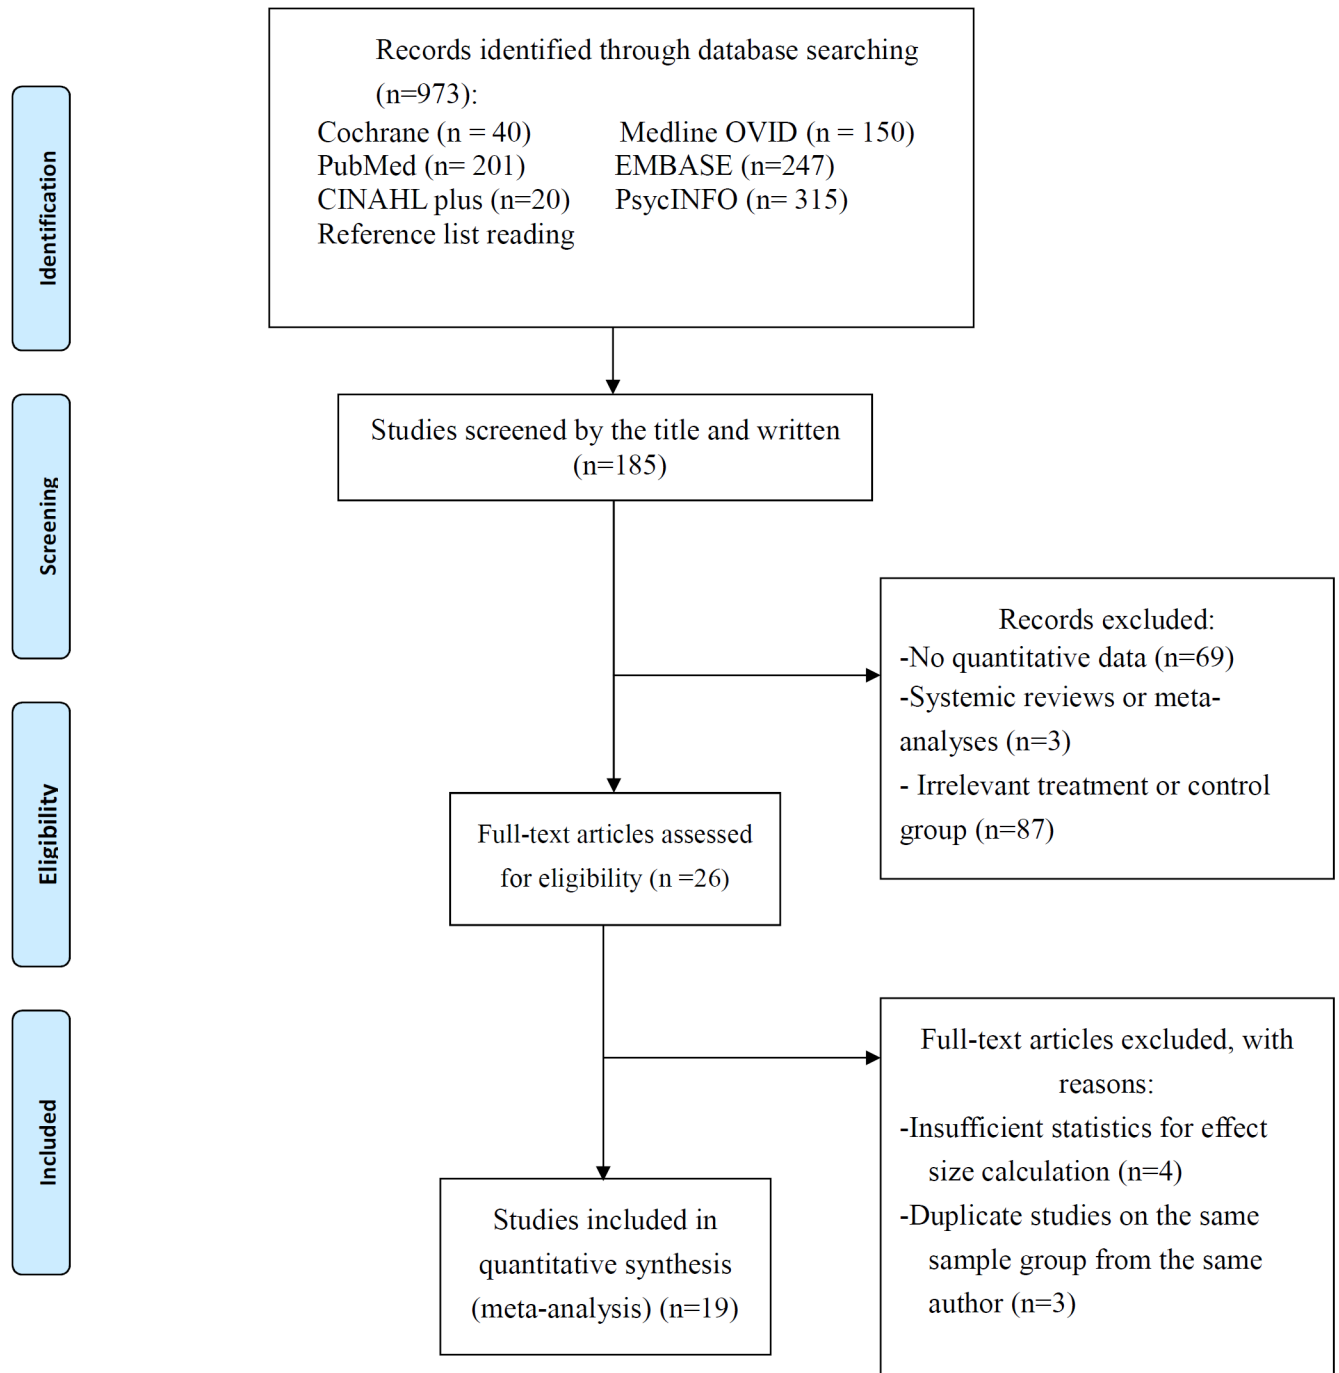 Records identified through database searching
(n=973):
Cochrane (n = 40) Medline OVID (n = 150)
PubMed (n= 201) EMBASE (n=247)
CINAHL plus (n=20) PsycINFO (n= 315)
Reference list reading
Identification
Studies screened by the title and written
(n=185)
Screening
Records excluded:
-No quantitative data (n=69)
-Systemic reviews or meta-
analyses (n=3)
- Irrelevant treatment or control
group (n=87)
Eligibility
Full-text articles assessed
for eligibility (n =26)
Full-text articles excluded, with
reasons:
-Insufficient statistics for effect
size calculation (n=4)
-Duplicate studies on the same
sample group from the same
author (n=3)
Included
Studies included in
quantitative synthesis
(meta-analysis) (n=19)